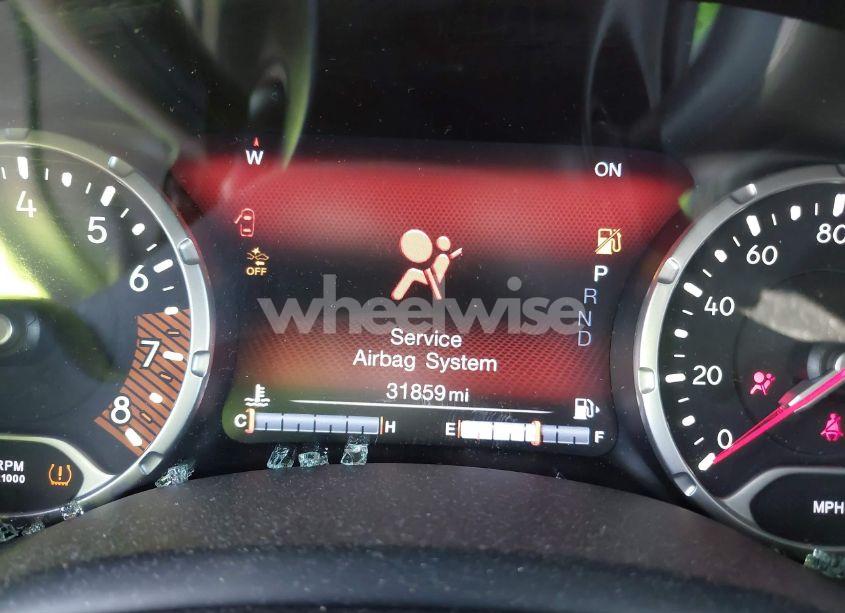 W
ON
4
5
6
7
8
RPM
1000
OFF
P
R
N
D
wheelwise
Service
Airbag System
31859 mi
C
H
E
F
80
60
40
20
0
MPH